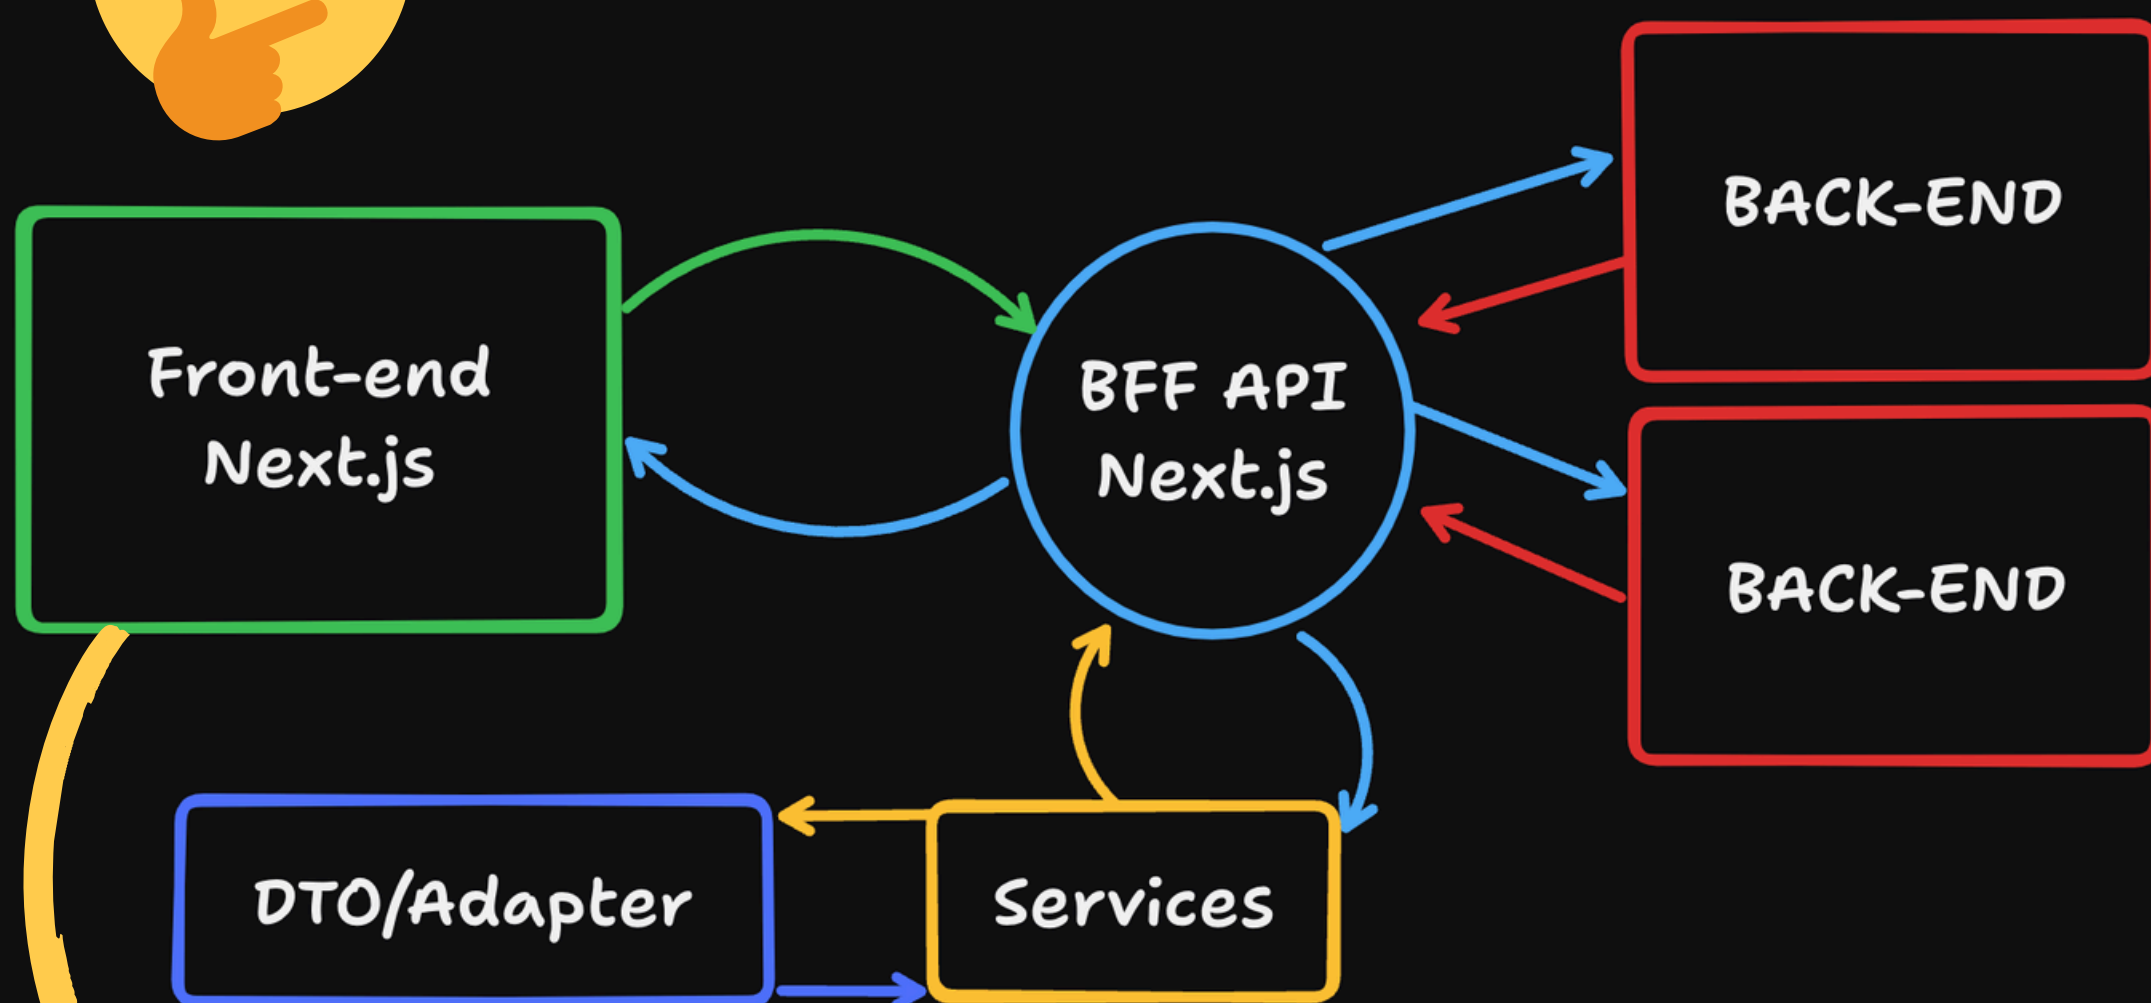 Front-end
Next.js
BFF API
Next.js
BACK-END
BACK-END
DTO/Adapter
Services